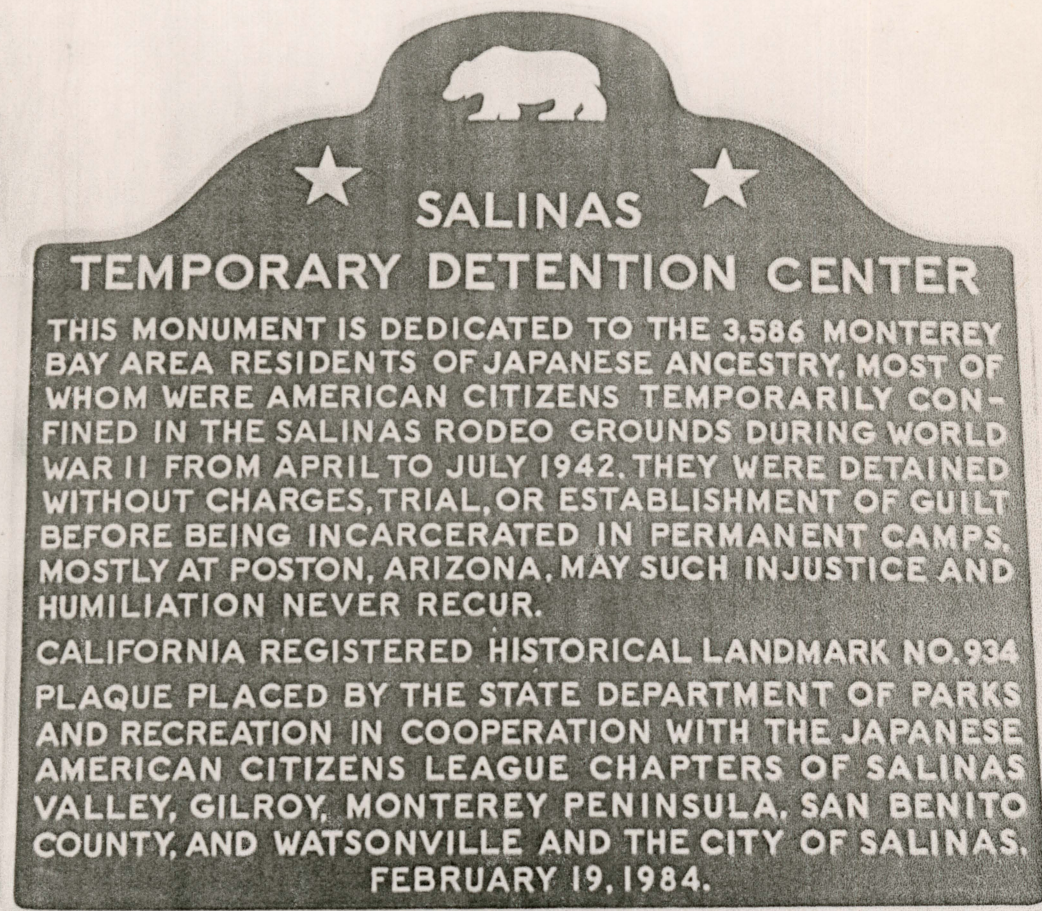 SALINAS
TEMPORARY DETENTION CENTER
THIS MONUMENT IS DEDICATED TO THE 3,586 MONTEREY
BAY AREA RESIDENTS OF JAPANESE ANCESTRY, MOST OF
WHOM WERE AMERICAN CITIZENS TEMPORARILY CON-
FINED IN THE SALINAS RODEO GROUNDS DURING WORLD
WAR II FROM APRIL TO JULY 1942. THEY WERE DETAINED
WITHOUT CHARGES, TRIAL, OR ESTABLISHMENT OF GUILT
BEFORE BEING INCARCERATED IN PERMANENT CAMPS,
MOSTLY AT POSTON, ARIZONA, MAY SUCH INJUSTICE AND
HUMILIATION NEVER RECUR.
CALIFORNIA REGISTERED HISTORICAL LANDMARK NO. 934
PLAQUE PLACED BY THE STATE DEPARTMENT OF PARKS
AND RECREATION IN COOPERATION WITH THE JAPANESE
AMERICAN CITIZENS LEAGUE CHAPTERS OF SALINAS
VALLEY, GILROY, MONTEREY PENINSULA, SAN BENITO
COUNTY, AND WATSONVILLE AND THE CITY OF SALINAS.
FEBRUARY 19, 1984.